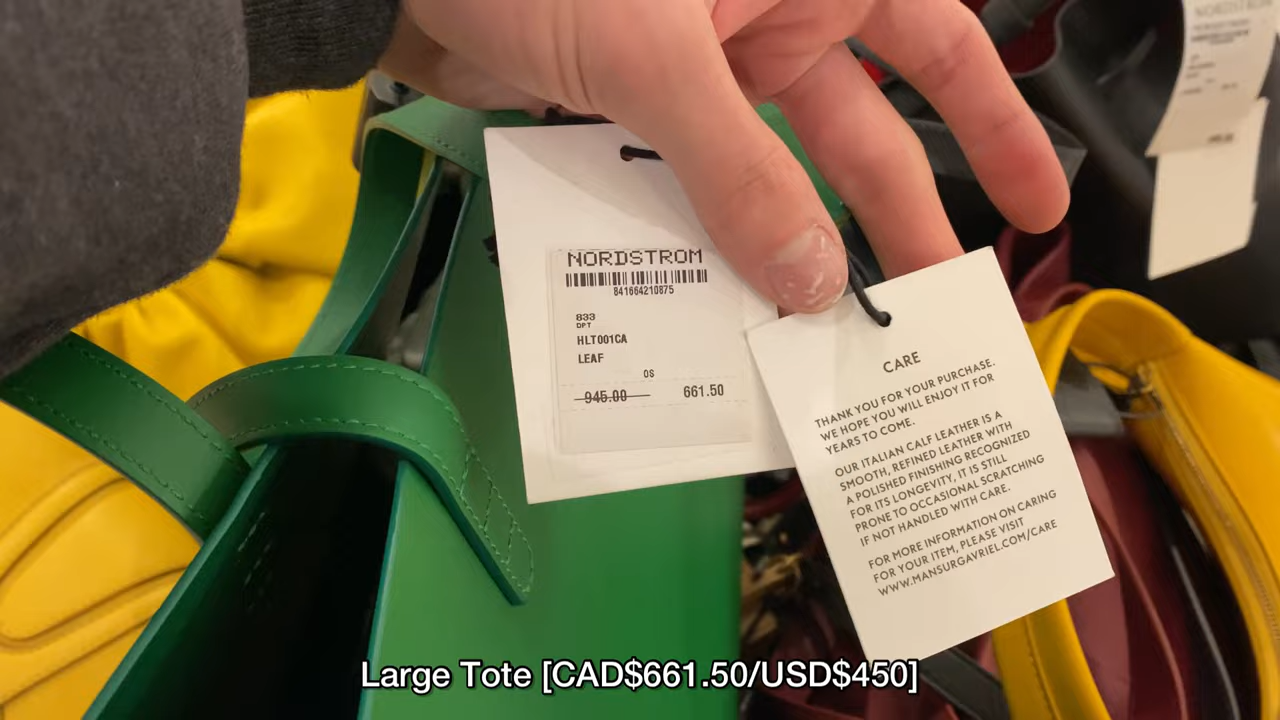 NORDSTROM
841664210875
833
DPT
HLT001CA
LEAF
OS
945.00 661.50
CARE
THANK YOU FOR YOUR PURCHASE.
WE HOPE YOU WILL ENJOY IT FOR
YEARS TO COME.
OUR ITALIAN CALF LEATHER IS A
SMOOTH, REFINED LEATHER WITH
A POLISHED FINISHING RECOGNIZED
FOR ITS LONGEVITY, IT IS STILL
PRONE TO OCCASIONAL SCRATCHING
IF NOT HANDLED WITH CARE.
FOR MORE INFORMATION ON CARING
FOR YOUR ITEM, PLEASE VISIT
WWW.MANSURGAVRIEL.COM/CARE
NORDSTROM
Large Tote [CAD$661.50/USD$450]